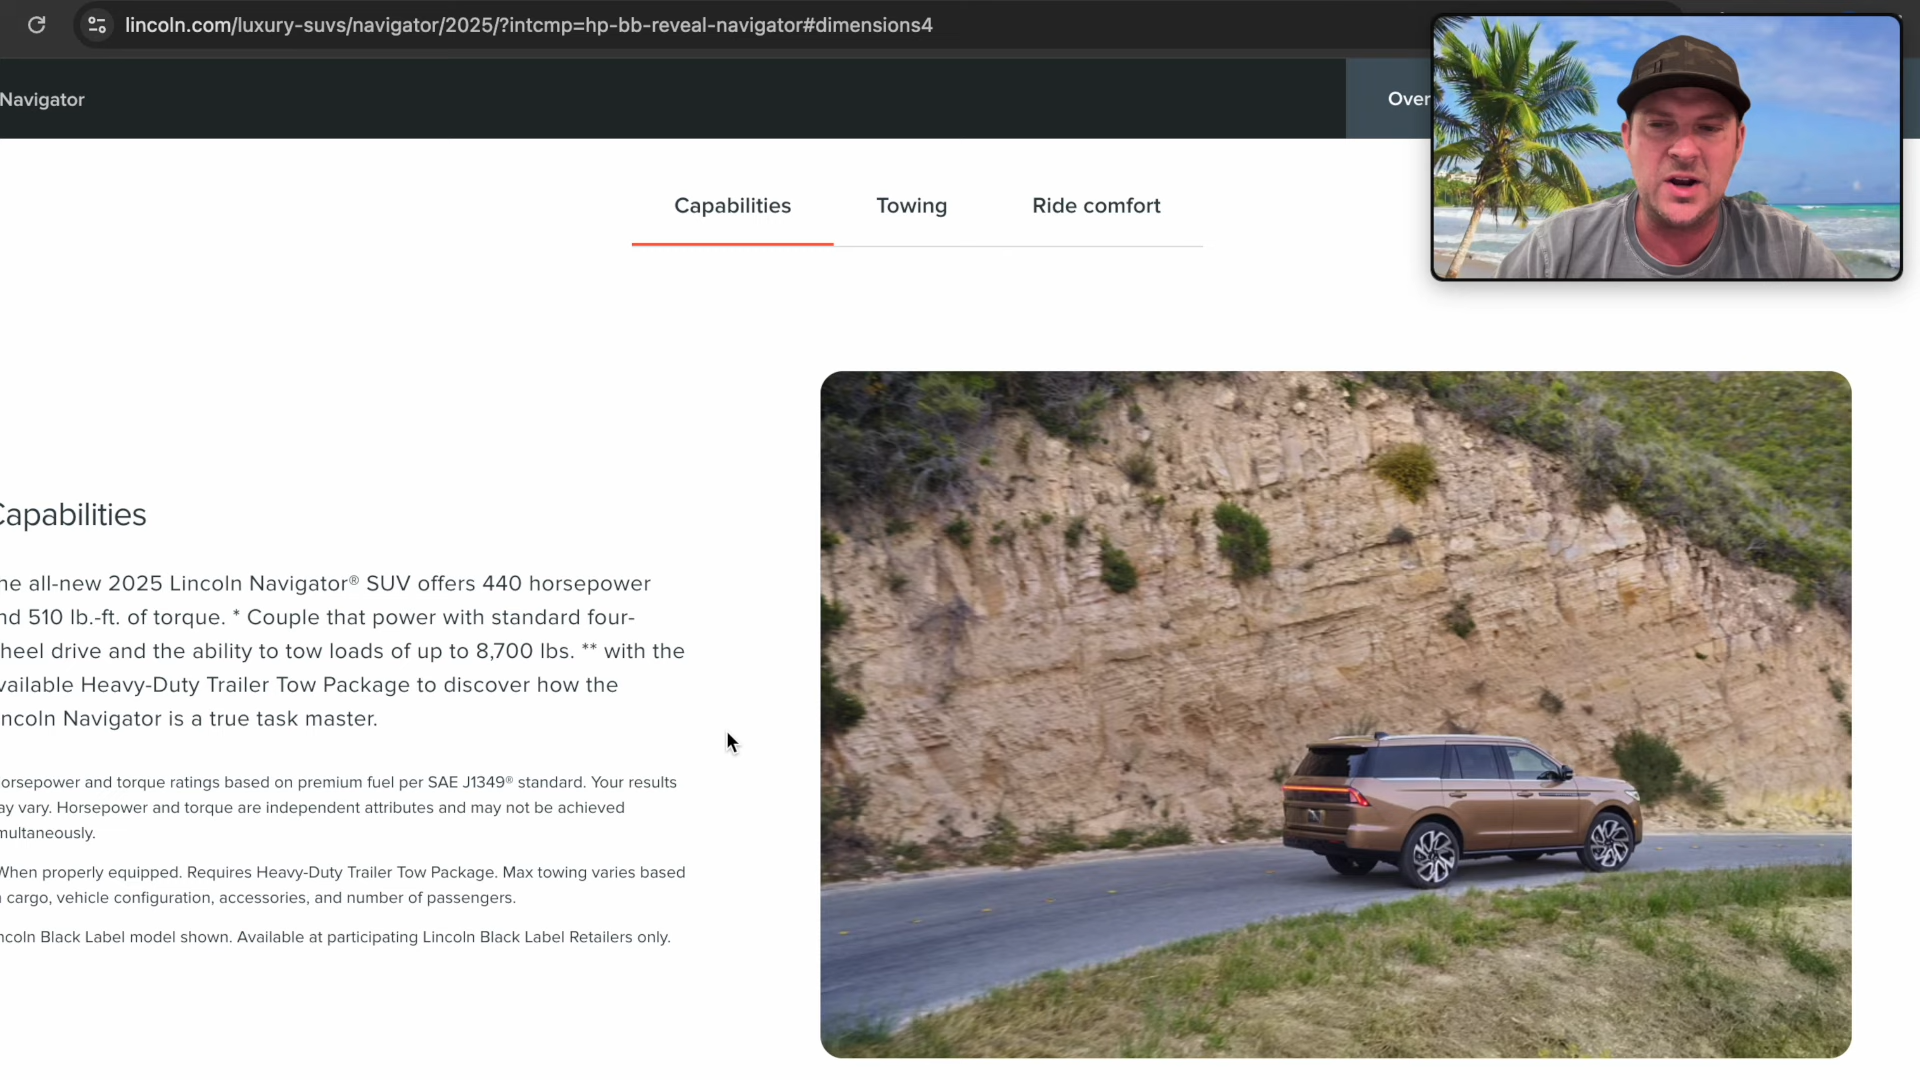 lincoln.com/luxury-suvs/navigator/2025/?intcmp=hp-bb-reveal-navigator#dimensions4
Navigator
Over
Capabilities
Towing
Ride comfort
Capabilities
he all-new 2025 Lincoln Navigator® SUV offers 440 horsepower
nd 510 lb.-ft. of torque. * Couple that power with standard four-
heel drive and the ability to tow loads of up to 8,700 lbs. ** with the
vailable Heavy-Duty Trailer Tow Package to discover how the
ncoln Navigator is a true task master.
orsepower and torque ratings based on premium fuel per SAE J1349® standard. Your results
ay vary. Horsepower and torque are independent attributes and may not be achieved
multaneously.
When properly equipped. Requires Heavy-Duty Trailer Tow Package. Max towing varies based
cargo, vehicle configuration, accessories, and number of passengers.
ncoln Black Label model shown. Available at participating Lincoln Black Label Retailers only.